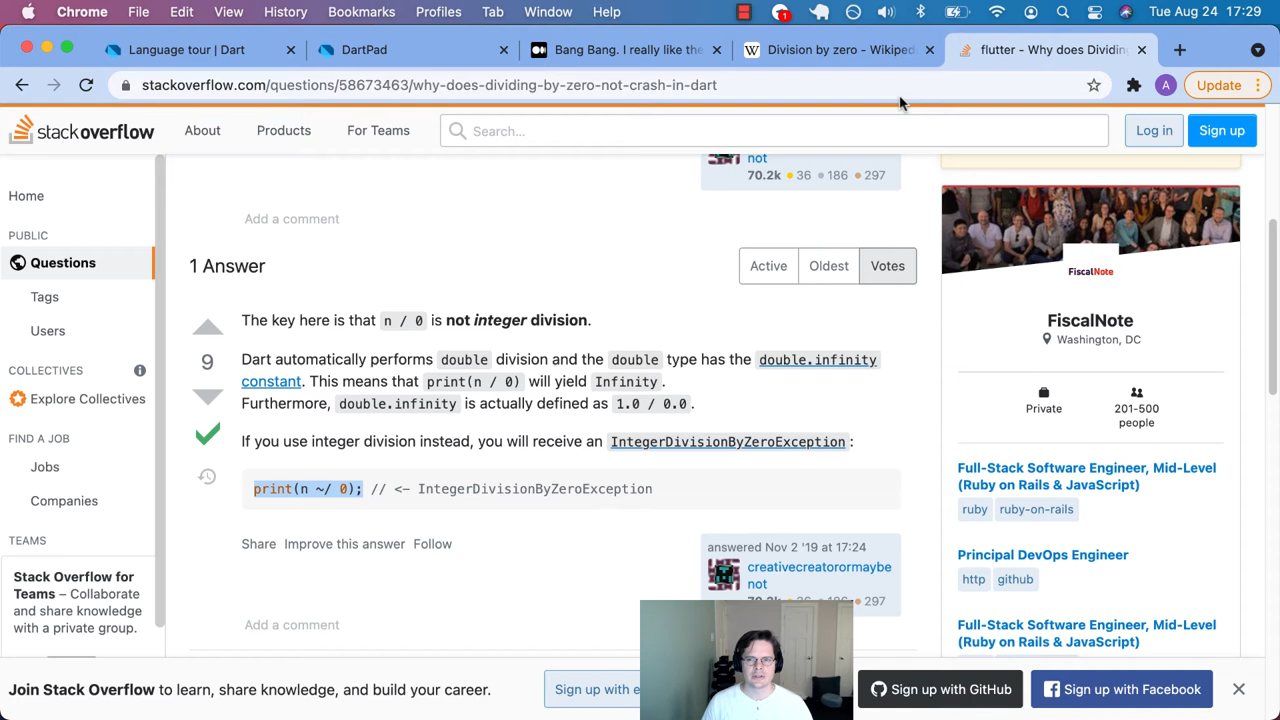 Chrome File Edit View History Bookmarks Profiles Tab Window Help 1 Tue Aug 24 17:29
Language tour | Dart DartPad Bang Bang. I really like the Division by zero - Wikiped flutter - Why does Dividing
stackoverflow.com/questions/58673463/why-does-dividing-by-zero-not-crash-in-dart A Update
stackoverflow About Products For Teams Search... Log in Sign up
Home
PUBLIC
Questions
Tags
Users
COLLECTIVES
Explore Collectives
FIND A JOB
Jobs
Companies
TEAMS
Stack Overflow for
Teams – Collaborate
and share knowledge
with a private group.
not
70.2k 36 186 297
Add a comment
1 Answer Active Oldest Votes
The key here is that n / 0 is not integer division.
9
Dart automatically performs double division and the double type has the double.infinity
constant. This means that print(n / 0) will yield Infinity.
Furthermore, double.infinity is actually defined as 1.0 / 0.0.
If you use integer division instead, you will receive an IntegerDivisionByZeroException:
print(n ~/ 0); // <- IntegerDivisionByZeroException
Share Improve this answer Follow
answered Nov 2 '19 at 17:24
creativecreatorormaybe
not
70.2k 36 186 297
Add a comment
FiscalNote
FiscalNote
Washington, DC
Private
201-500
people
Full-Stack Software Engineer, Mid-Level
(Ruby on Rails & JavaScript)
ruby ruby-on-rails
Principal DevOps Engineer
http github
Full-Stack Software Engineer, Mid-Level
(Ruby on Rails & JavaScript)
Join Stack Overflow to learn, share knowledge, and build your career. Sign up with e Sign up with GitHub Sign up with Facebook